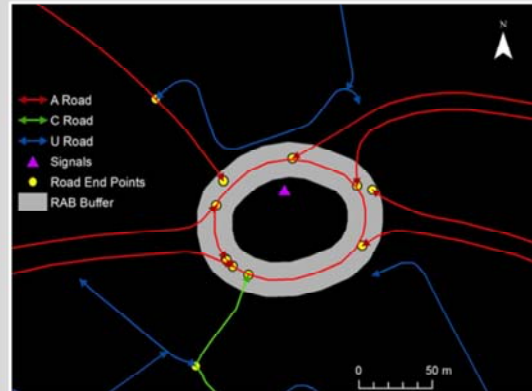 N
A Road
C Road
U Road
Signals
Road End Points
RAB Buffer
0 50 m